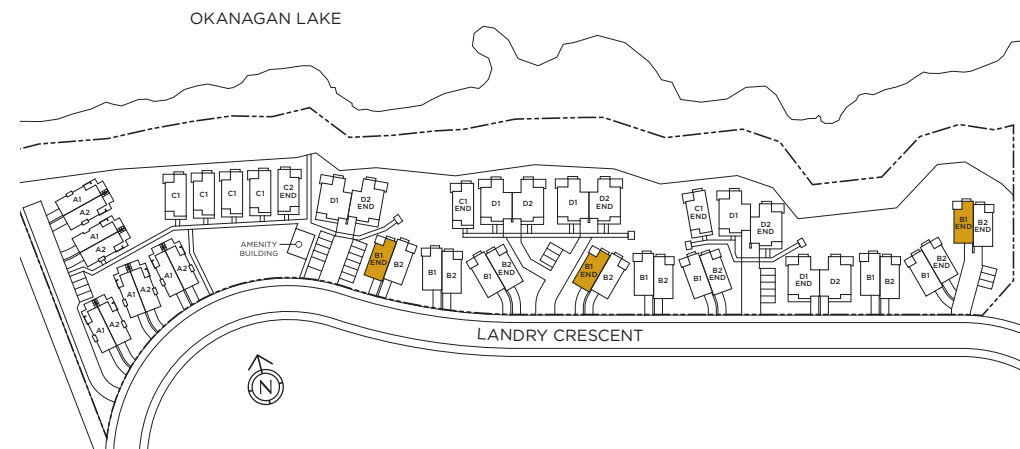 OKANAGAN LAKE
A1
A2
A1
A2
A1
A2
A1
A2
A1
A2
C1
C1
C1
C1
C2
END
D1
D2
END
AMENITY
BUILDING
B1
END
B2
B1
B2
C1
END
D1
D2
B1
B2
END
D1
D2
END
B1
END
B2
B1
B2
C1
END
D1
D2
END
B1
B2
END
D1
END
D2
B1
B2
B1
B2
END
B1
END
B2
END
LANDRY CRESCENT
N